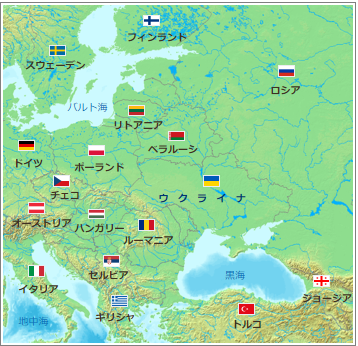 フィンランド
スウェーデン
ロシア
バルト海
リトアニア
ベラルーシ
ドイツ
ポーランド
チェコ
ウクライナ
オーストリア
ハンガリー
ルーマニア
セルビア
黒海
イタリア
ジョージア
ギリシャ
地中海
トルコ